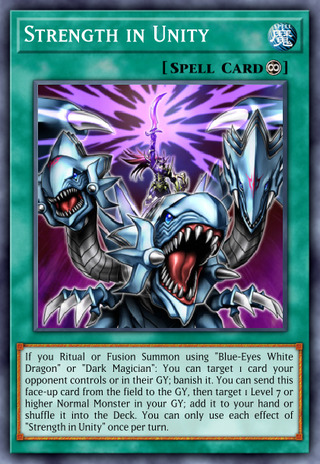 Strength in Unity
魔
[Spell Card]
If you Ritual or Fusion Summon using "Blue-Eyes White
Dragon" or "Dark Magician": You can target 1 card your
opponent controls or in their GY; banish it. You can send this
face-up card from the field to the GY, then target 1 Level 7 or
higher Normal Monster in your GY; add it to your hand or
shuffle it into the Deck. You can only use each effect of
"Strength in Unity" once per turn.